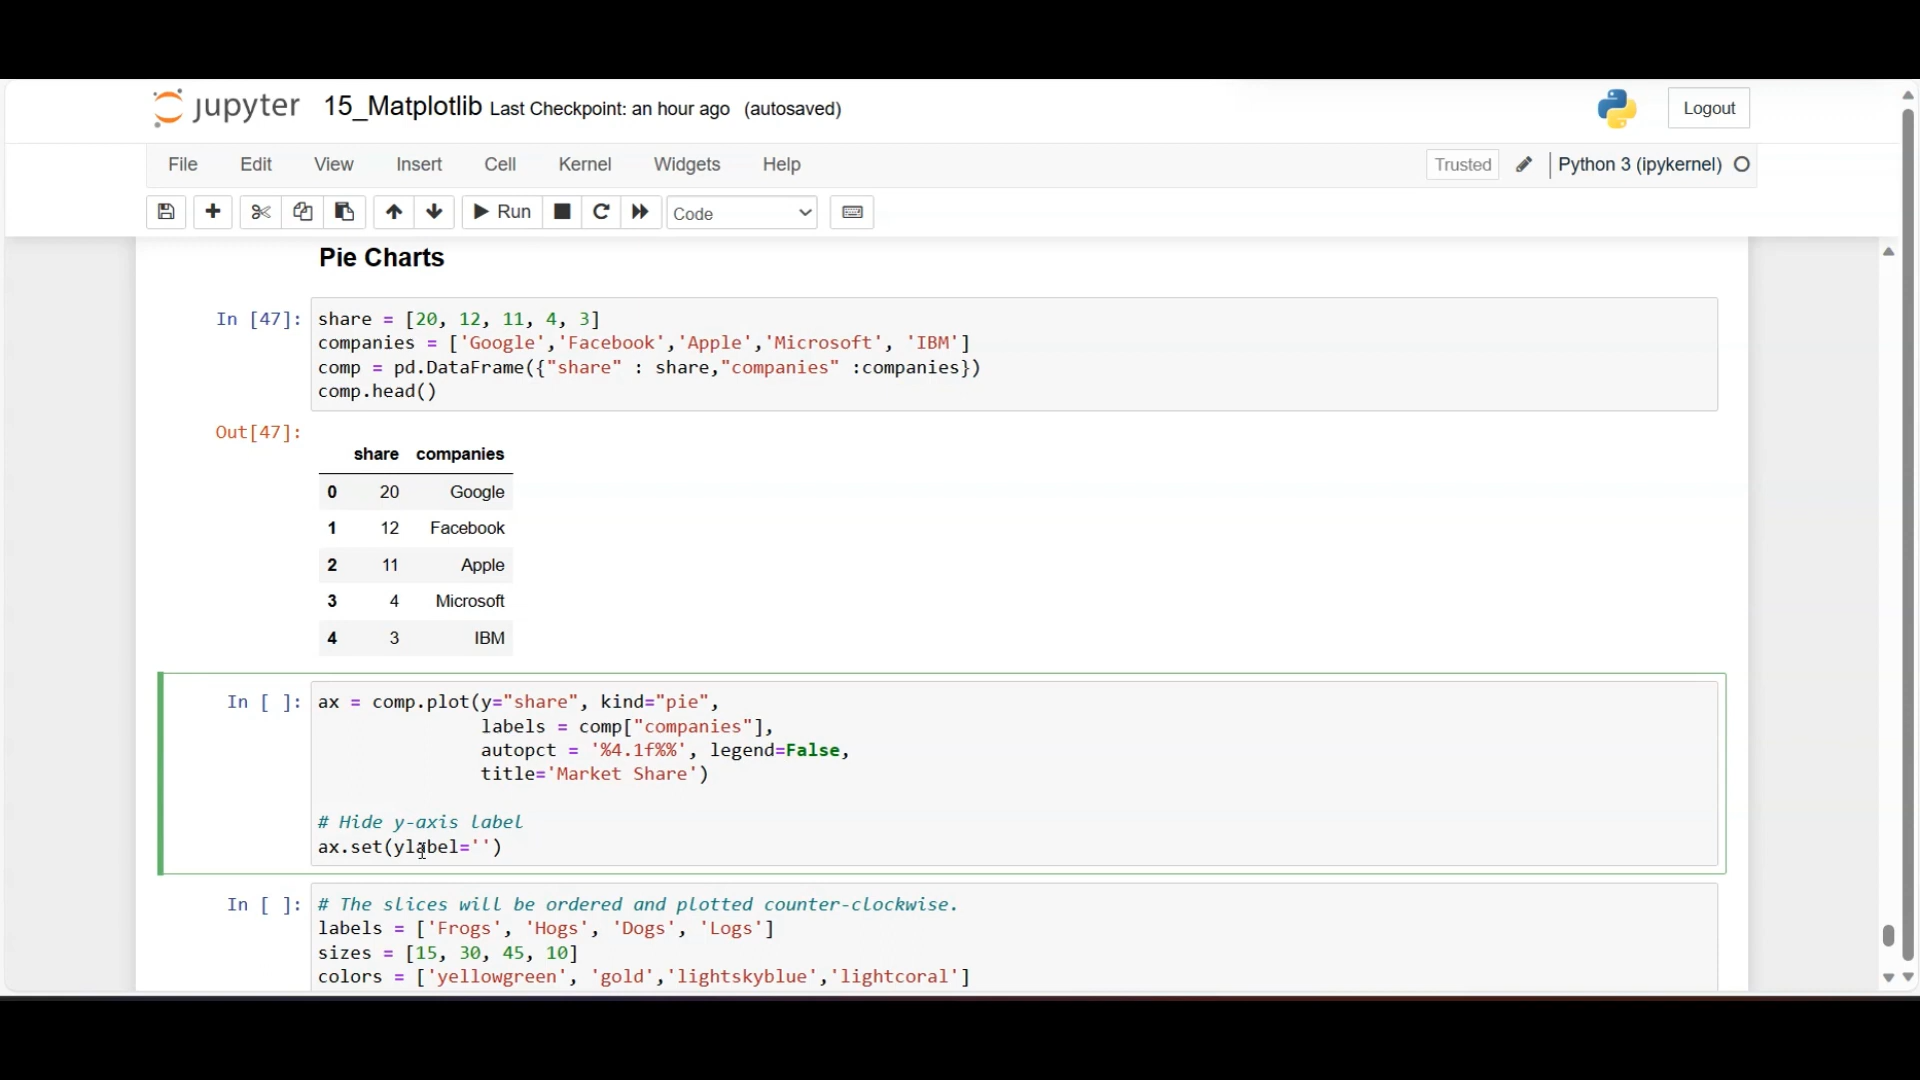 jupyter 15_Matplotlib Last Checkpoint: an hour ago (autosaved) Logout
File Edit View Insert Cell Kernel Widgets Help Trusted Python 3 (ipykernel)
Run Code
Pie Charts
In [47]: share = [20, 12, 11, 4, 3]
companies = ['Google','Facebook','Apple','Microsoft', 'IBM']
comp = pd.DataFrame({"share" : share,"companies" :companies})
comp.head()
Out[47]:
share companies
0 20 Google
1 12 Facebook
2 11 Apple
3 4 Microsoft
4 3 IBM
In [ ]: ax = comp.plot(y="share", kind="pie",
labels = comp["companies"],
autopct = '%4.1f%%', legend=False,
title='Market Share')
# Hide y-axis label
ax.set(ylabel='')
In [ ]: # The slices will be ordered and plotted counter-clockwise.
labels = ['Frogs', 'Hogs', 'Dogs', 'Logs']
sizes = [15, 30, 45, 10]
colors = ['yellowgreen', 'gold','lightskyblue','lightcoral']